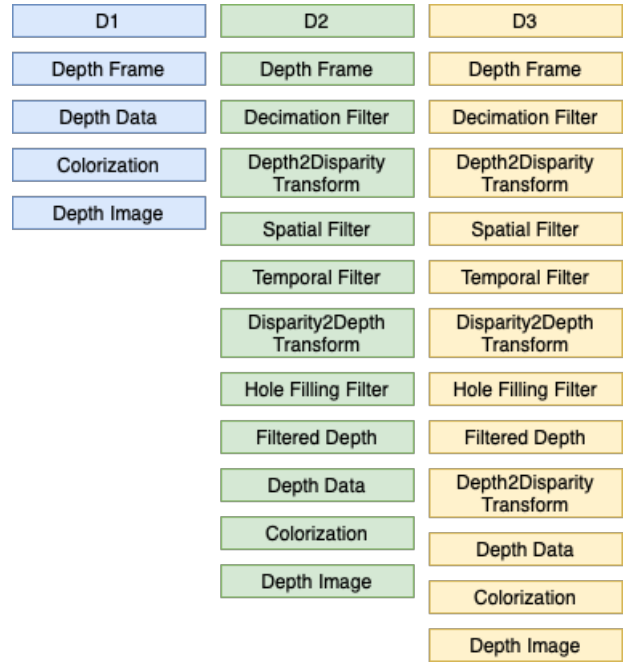 D1
Depth Frame
Depth Data
Colorization
Depth Image
D2
Depth Frame
Decimation Filter
Depth2Disparity
Transform
Spatial Filter
Temporal Filter
Disparity2Depth
Transform
Hole Filling Filter
Filtered Depth
Depth Data
Colorization
Depth Image
D3
Depth Frame
Decimation Filter
Depth2Disparity
Transform
Spatial Filter
Temporal Filter
Disparity2Depth
Transform
Hole Filling Filter
Filtered Depth
Depth2Disparity
Transform
Depth Data
Colorization
Depth Image